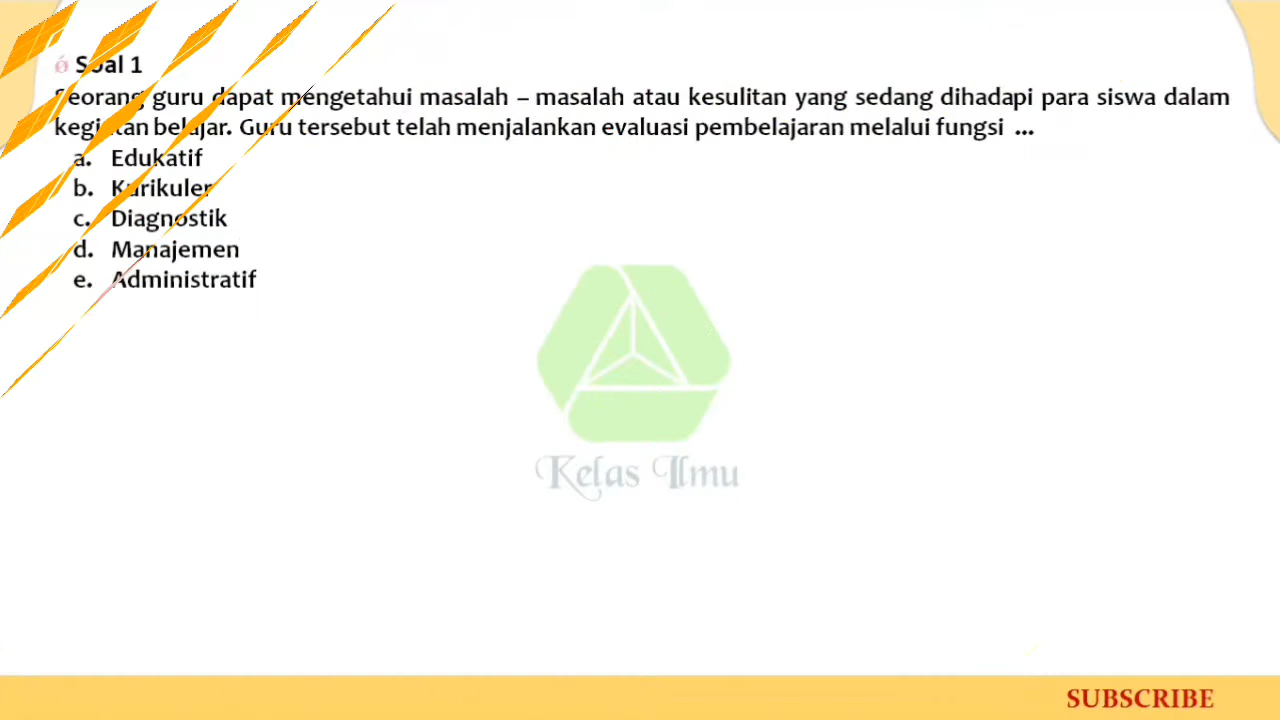 Soal 1
Seorang guru dapat mengetahui masalah – masalah atau kesulitan yang sedang dihadapi para siswa dalam
kegiatan belajar. Guru tersebut telah menjalankan evaluasi pembelajaran melalui fungsi ...
a. Edukatif
b. Kurikuler
c. Diagnostik
d. Manajemen
e. Administratif
Kelas Ilmu
SUBSCRIBE